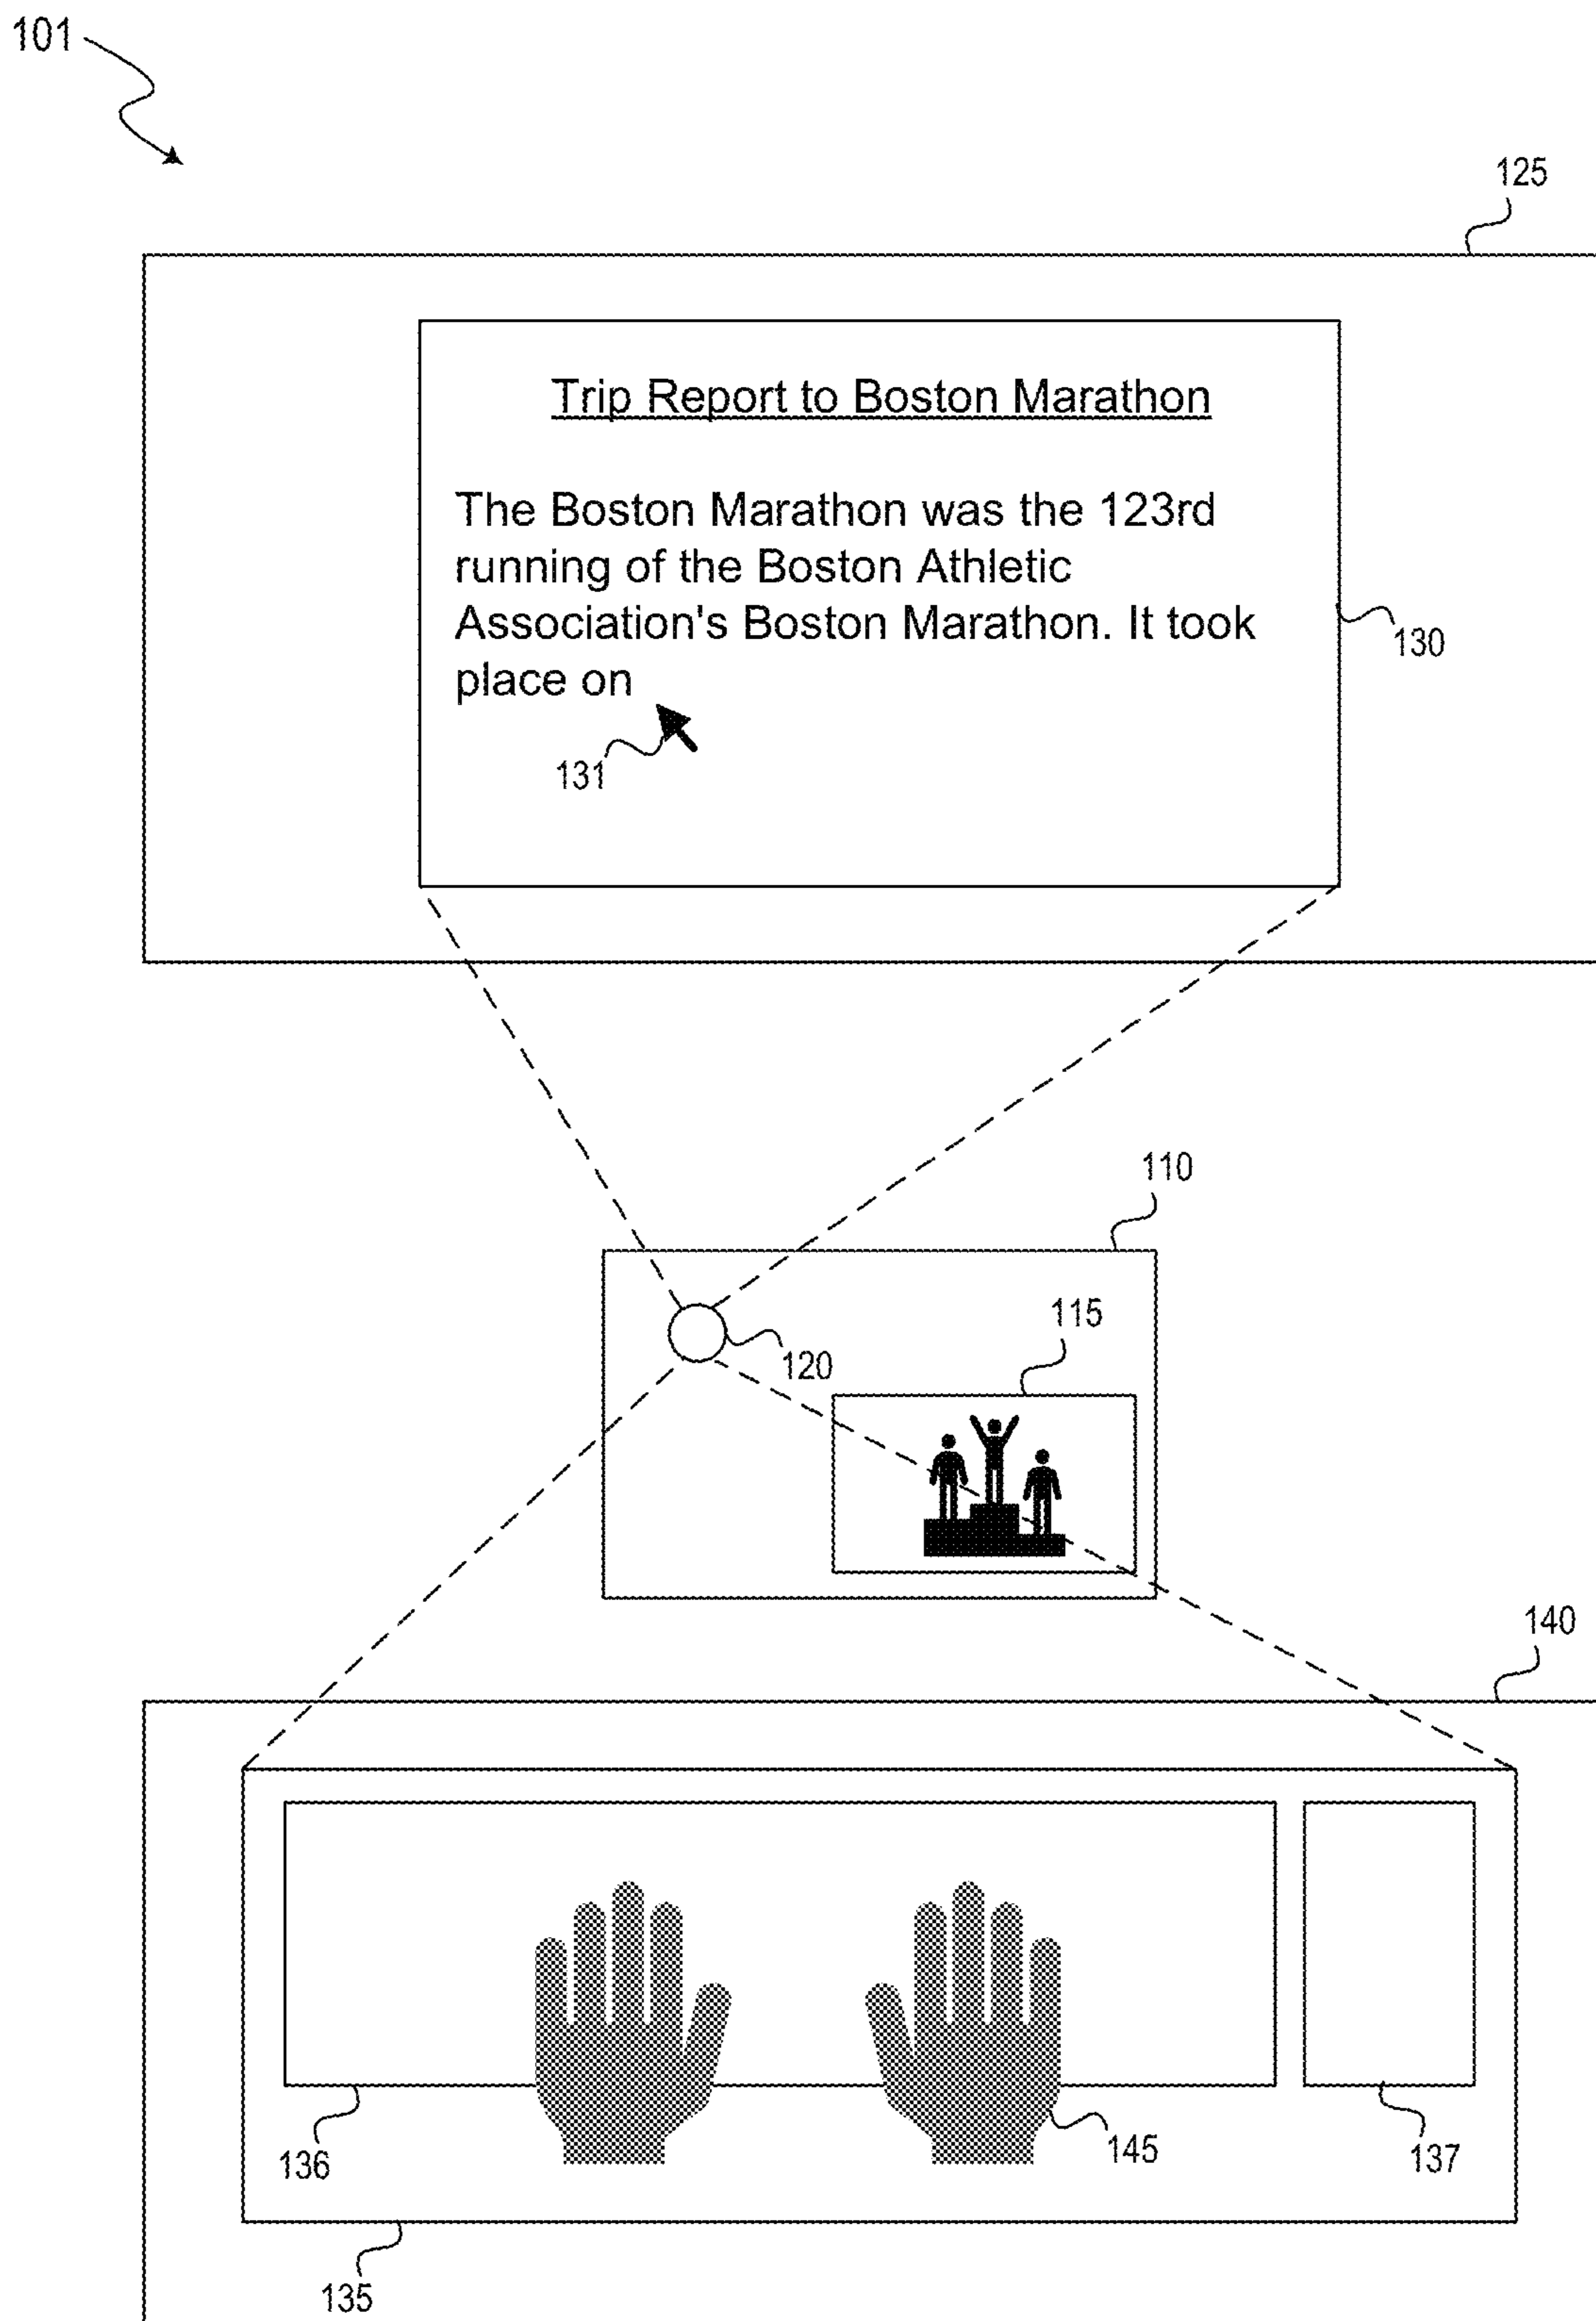 101
125
Trip Report to Boston Marathon
The Boston Marathon was the 123rd
running of the Boston Athletic
Association's Boston Marathon. It took
place on
130
131
110
115
120
140
136
145
137
135